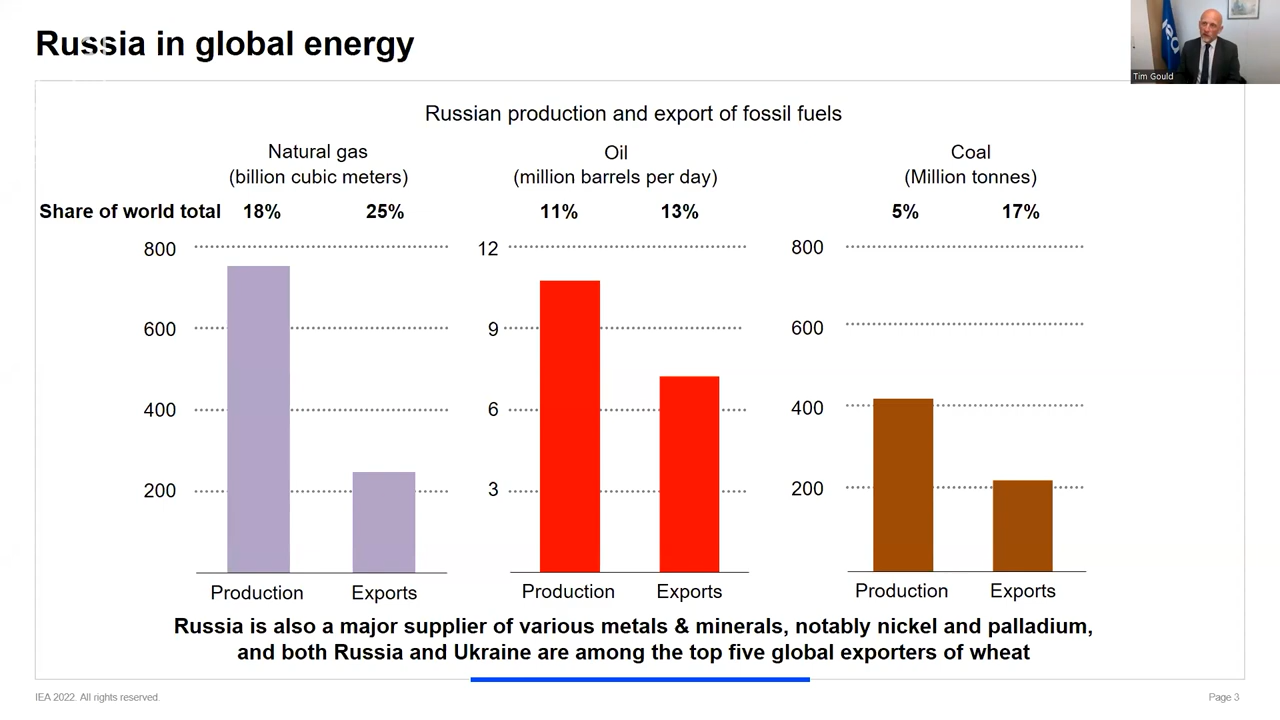 Russia in global energy
Tim Gould
Russian production and export of fossil fuels
Natural gas
(billion cubic meters)
Oil
(million barrels per day)
Coal
(Million tonnes)
Share of world total 18% 25% 11% 13% 5% 17%
800
600
400
200
Production Exports
12
9
6
3
Production Exports
800
600
400
200
Production Exports
Russia is also a major supplier of various metals & minerals, notably nickel and palladium,
and both Russia and Ukraine are among the top five global exporters of wheat
IEA 2022. All rights reserved.
Page 3